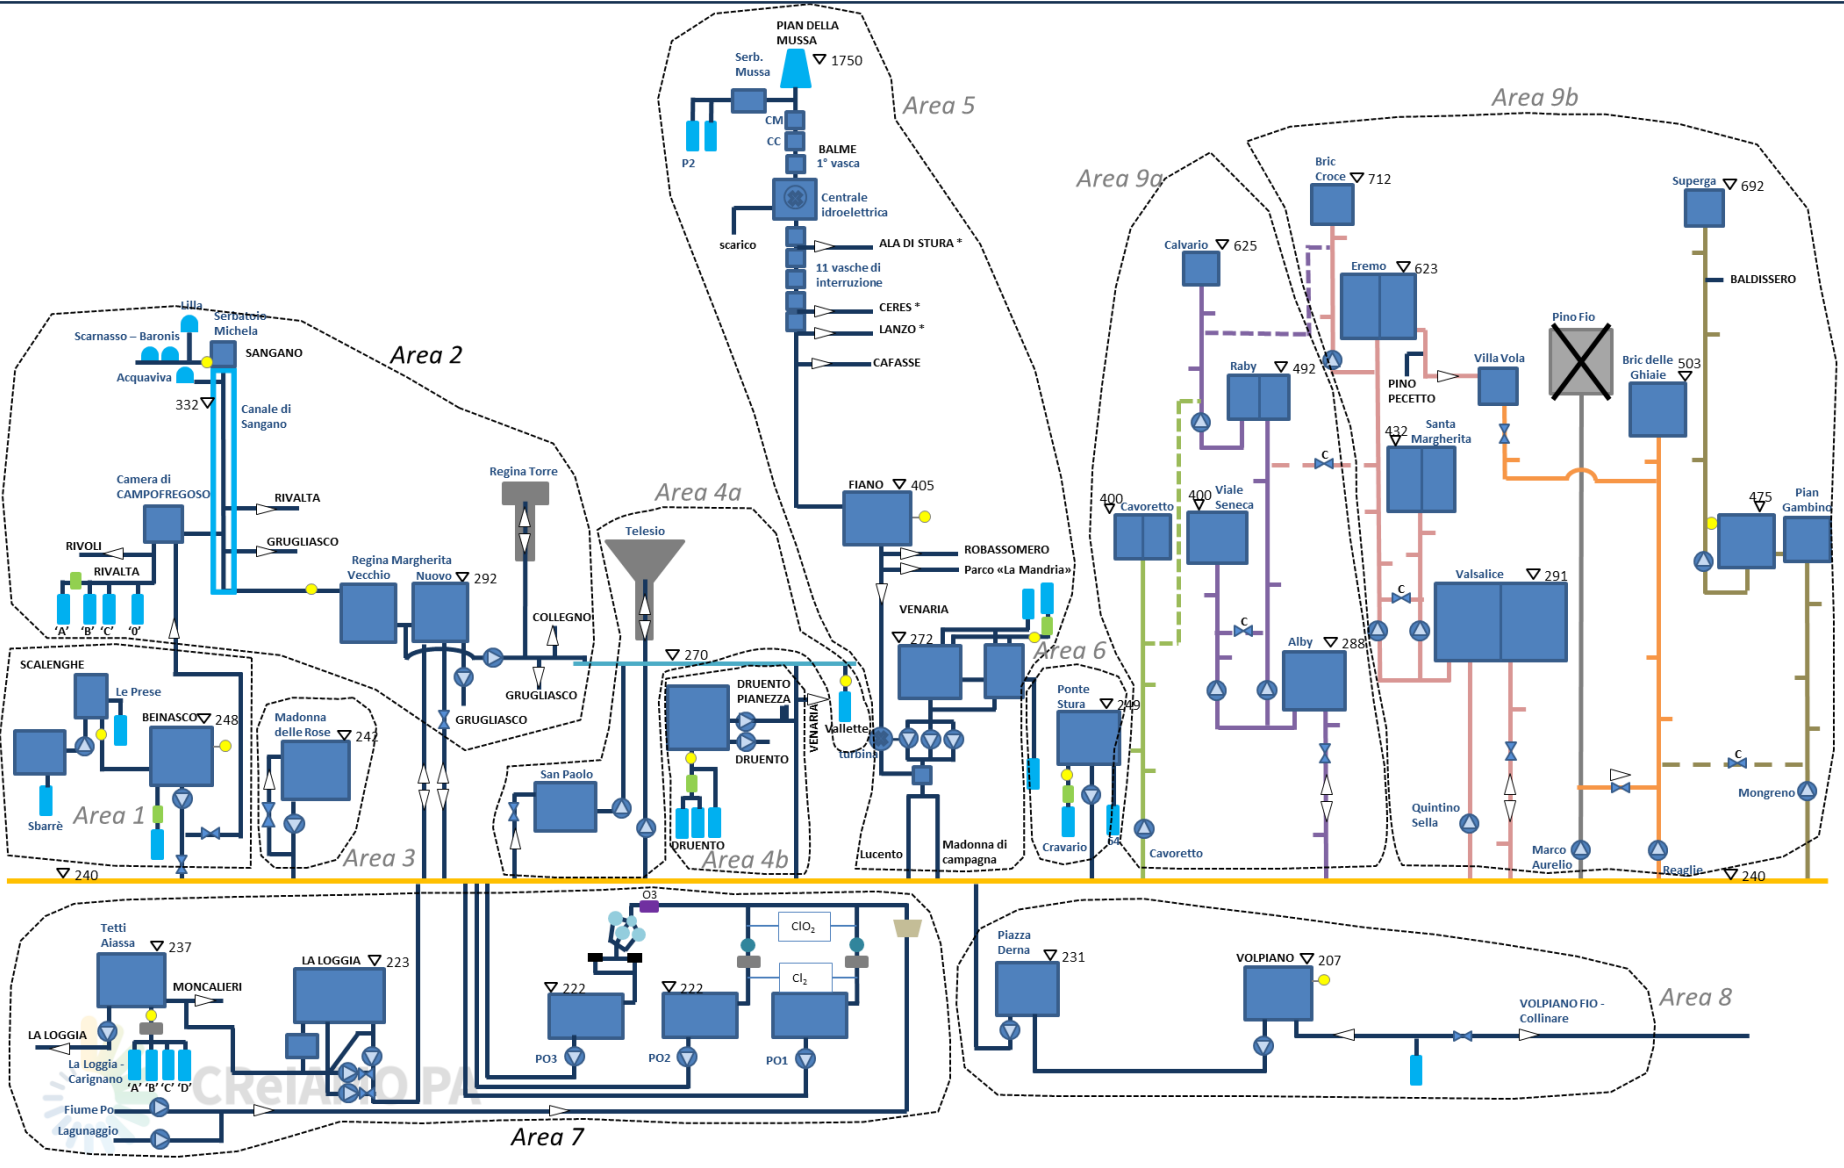 PIAN DELLA
MUSSA
1750
Serb.
Mussa
CM
CC
P2
BALME
1° vasca
Centrale
idroelettrica
scarico
ALA DI STURA *
11 vasche di
interruzione
CERES *
LANZO *
CAFASSE
Area 5
FIANO
405
ROBASSOMERO
Parco «La Mandria»
VENARIA
272
turbina
Lucento
Madonna di
campagna
Area 2
Lilla
Serbatoio
Michela
SANGANO
Scarnasso – Baronis
Acquaviva
332
Canale di
Sangano
Camera di
CAMPOFREGOSO
RIVALTA
GRUGLIASCO
RIVOLI
RIVALTA
'A'
'B'
'C'
'0'
Regina Margherita
Vecchio
Nuovo
292
Regina Torre
COLLEGNO
GRUGLIASCO
GRUGLIASCO
SCALENGHE
Le Prese
BEINASCO
248
Sbarrè
Area 1
Madonna
delle Rose
242
Area 3
Area 4a
Telesio
270
San Paolo
DRUENTO
PIANEZZA
DRUENTO
DRUENTO
VENARIA
Vallette
Area 4b
Area 6
Ponte
Stura
249
Cravario
54
Area 9a
Calvario
625
Raby
492
400
Cavoretto
400
Viale
Seneca
C
Alby
288
Cavoretto
Area 9b
Bric
Croce
712
Eremo
623
PINO
PECETTO
Villa Vola
Pino Fio
Bric delle
Ghiaie
503
Superga
692
BALDISSERO
C
432
Santa
Margherita
C
Valsalice
291
475
Pian
Gambino
C
Mongreno
Quintino
Sella
Marco
Aurelio
Reaglie
240
240
Tetti
Aiassa
237
MONCALIERI
LA LOGGIA
La Loggia -
Carignano
'A'
'B'
'C'
'D'
LA LOGGIA
223
Fiume Po
Lagunaggio
CReIAMO PA
O3
ClO2
Cl2
222
222
PO3
PO2
PO1
Area 7
Piazza
Derna
231
VOLPIANO
207
VOLPIANO FIO -
Collinare
Area 8